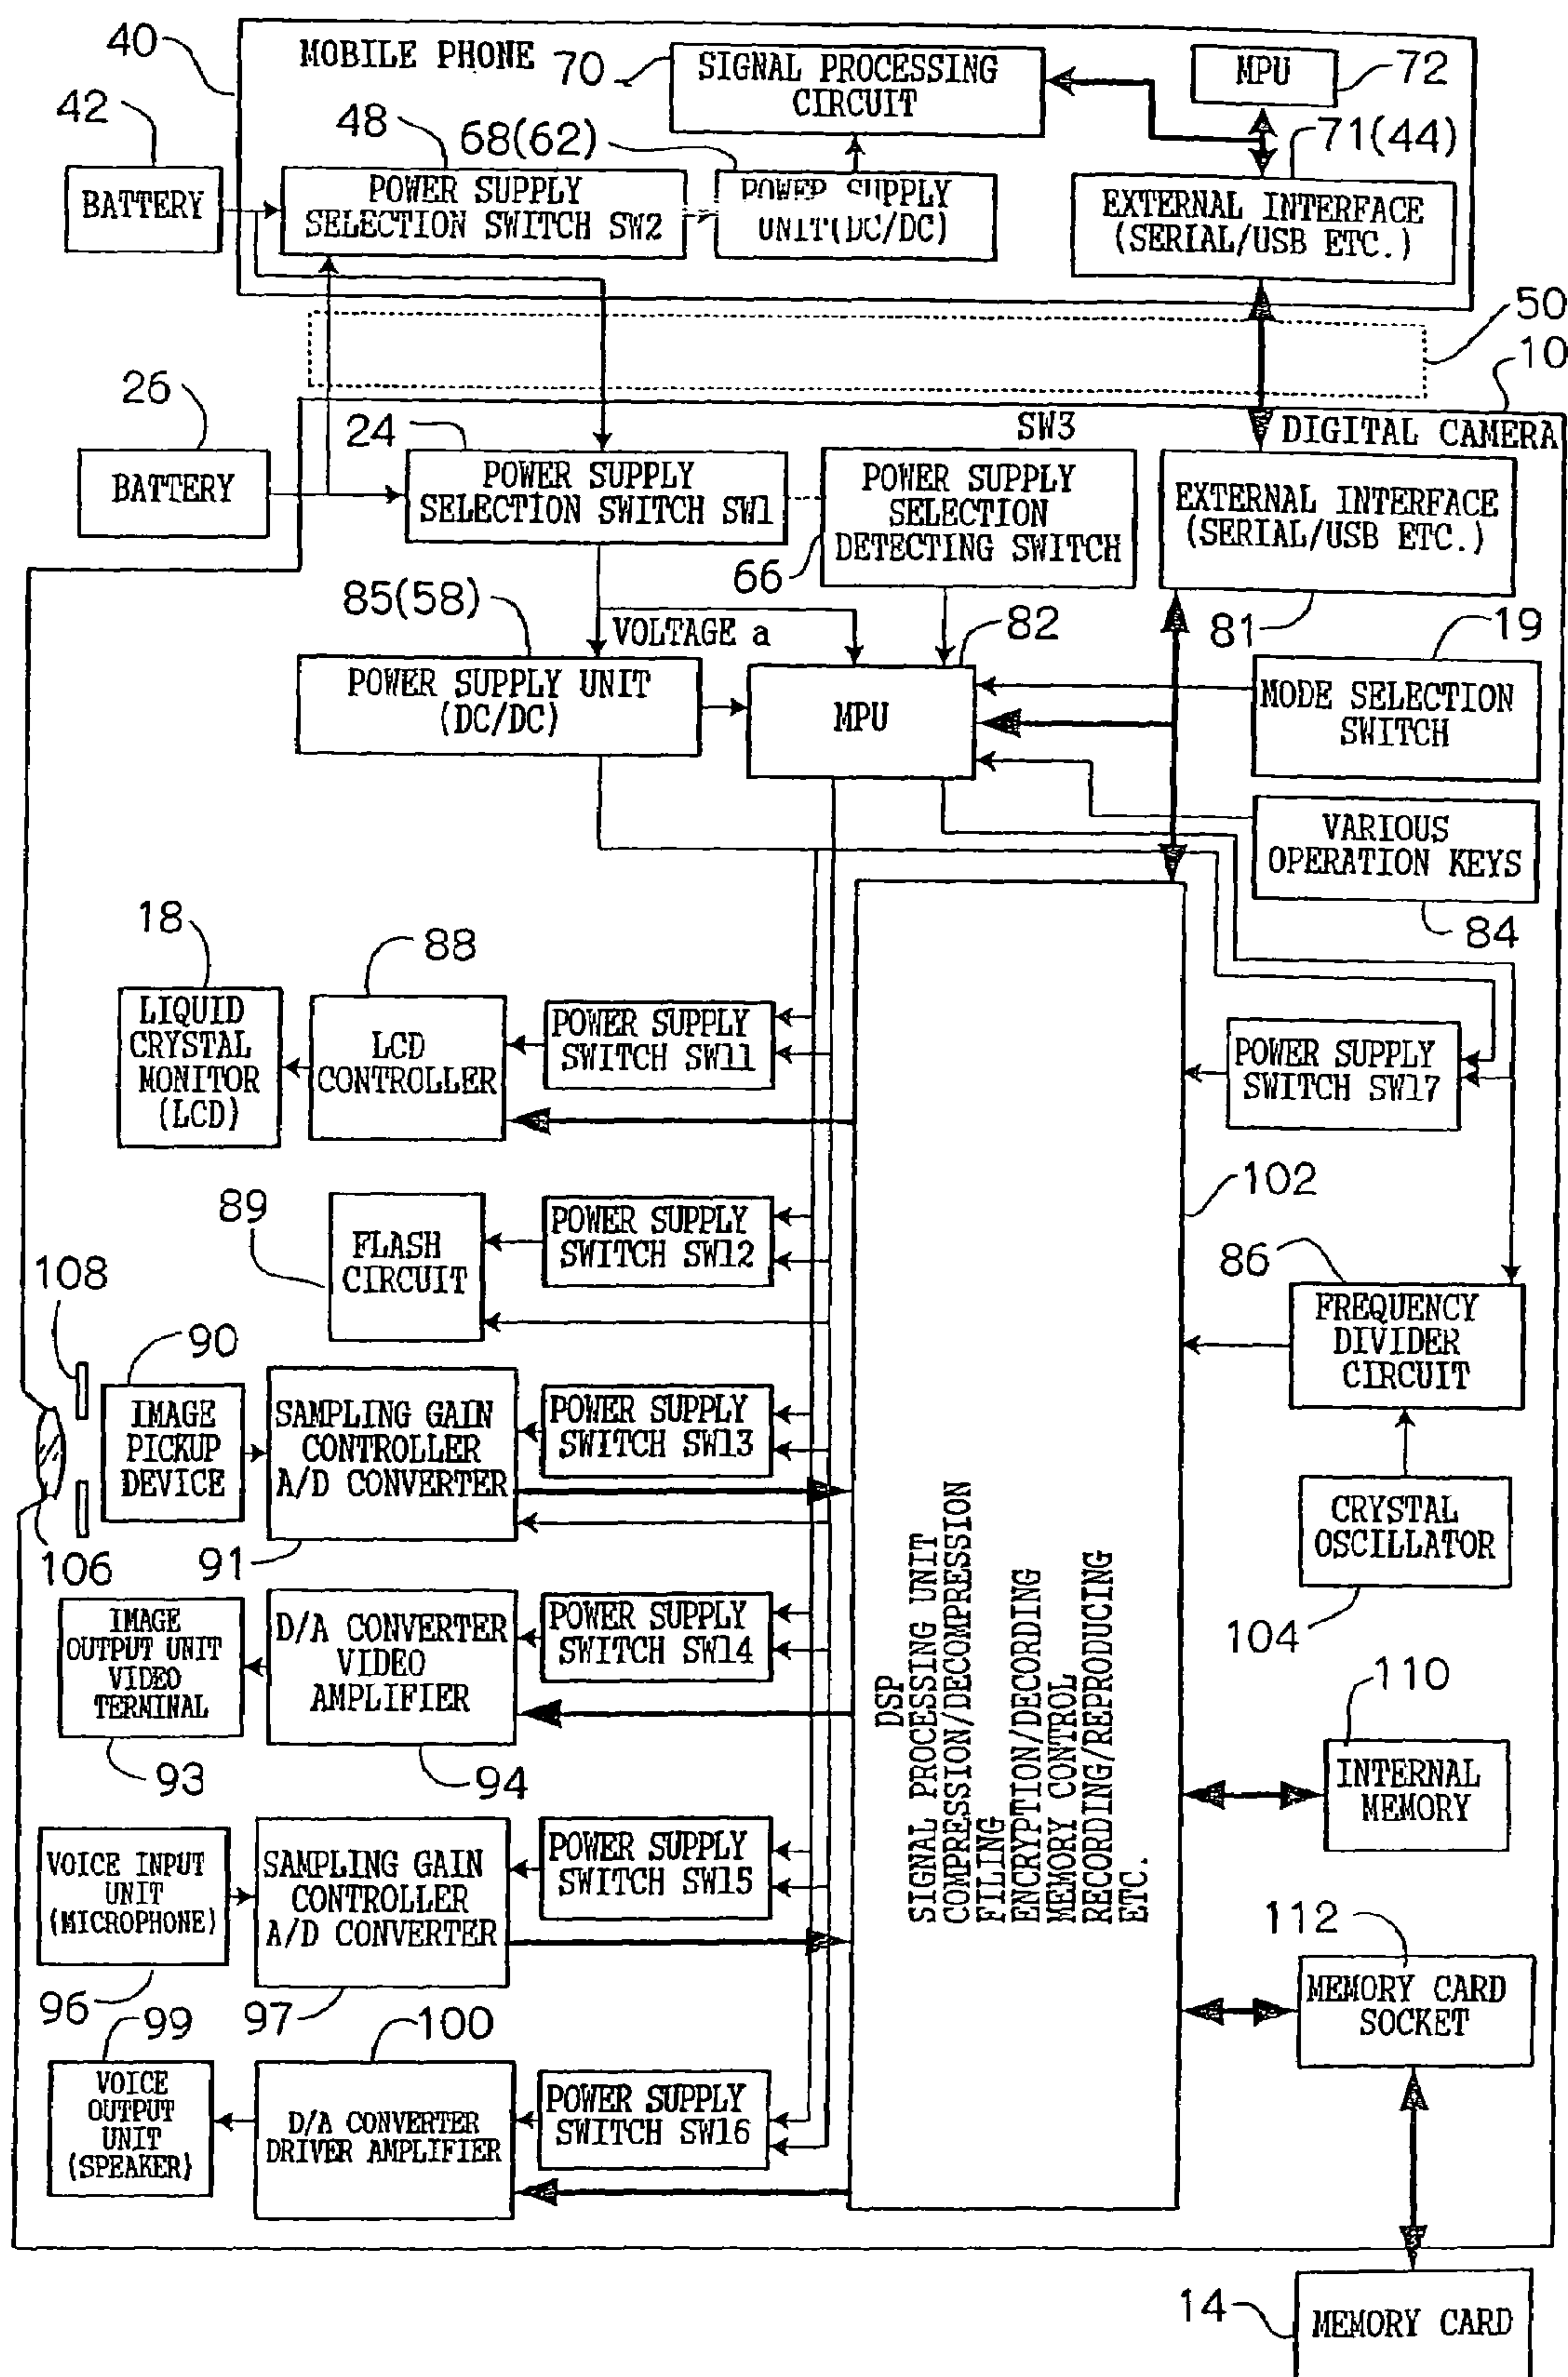 40
MOBILE PHONE
70
SIGNAL PROCESSING
CIRCUIT
MPU
72
42
48
68(62)
71(44)
BATTERY
POWER SUPPLY
SELECTION SWITCH SW2
POWER SUPPLY
UNIT(DC/DC)
EXTERNAL INTERFACE
(SERIAL/USB ETC.)
50
10
26
24
SW3
DIGITAL CAMERA
BATTERY
POWER SUPPLY
SELECTION SWITCH SW1
POWER SUPPLY
SELECTION
DETECTING SWITCH
EXTERNAL INTERFACE
(SERIAL/USB ETC.)
66
85(58)
VOLTAGE a
82
81
19
POWER SUPPLY UNIT
(DC/DC)
MPU
MODE SELECTION
SWITCH
VARIOUS
OPERATION KEYS
84
18
88
LIQUID
CRYSTAL
MONITOR
(LCD)
LCD
CONTROLLER
POWER SUPPLY
SWITCH SW11
POWER SUPPLY
SWITCH SW17
102
89
FLASH
CIRCUIT
POWER SUPPLY
SWITCH SW12
86
FREQUENCY
DIVIDER
CIRCUIT
108
90
IMAGE
PICKUP
DEVICE
SAMPLING GAIN
CONTROLLER
A/D CONVERTER
POWER SUPPLY
SWITCH SW13
106
91
CRYSTAL
OSCILLATOR
104
IMAGE
OUTPUT UNIT
VIDEO
TERMINAL
D/A CONVERTER
VIDEO
AMPLIFIER
POWER SUPPLY
SWITCH SW14
93
94
DSP
SIGNAL PROCESSING UNIT
COMPRESSION/DECOMPRESSION
FILING
ENCRYPTION/DECORDING
MEMORY CONTROL
RECORDING/REPRODUCING
ETC.
110
INTERNAL
MEMORY
VOICE INPUT
UNIT
(MICROPHONE)
SAMPLING GAIN
CONTROLLER
A/D CONVERTER
POWER SUPPLY
SWITCH SW15
96
97
112
MEMORY CARD
SOCKET
99
100
VOICE
OUTPUT
UNIT
(SPEAKER)
D/A CONVERTER
DRIVER AMPLIFIER
POWER SUPPLY
SWITCH SW16
14
MEMORY CARD